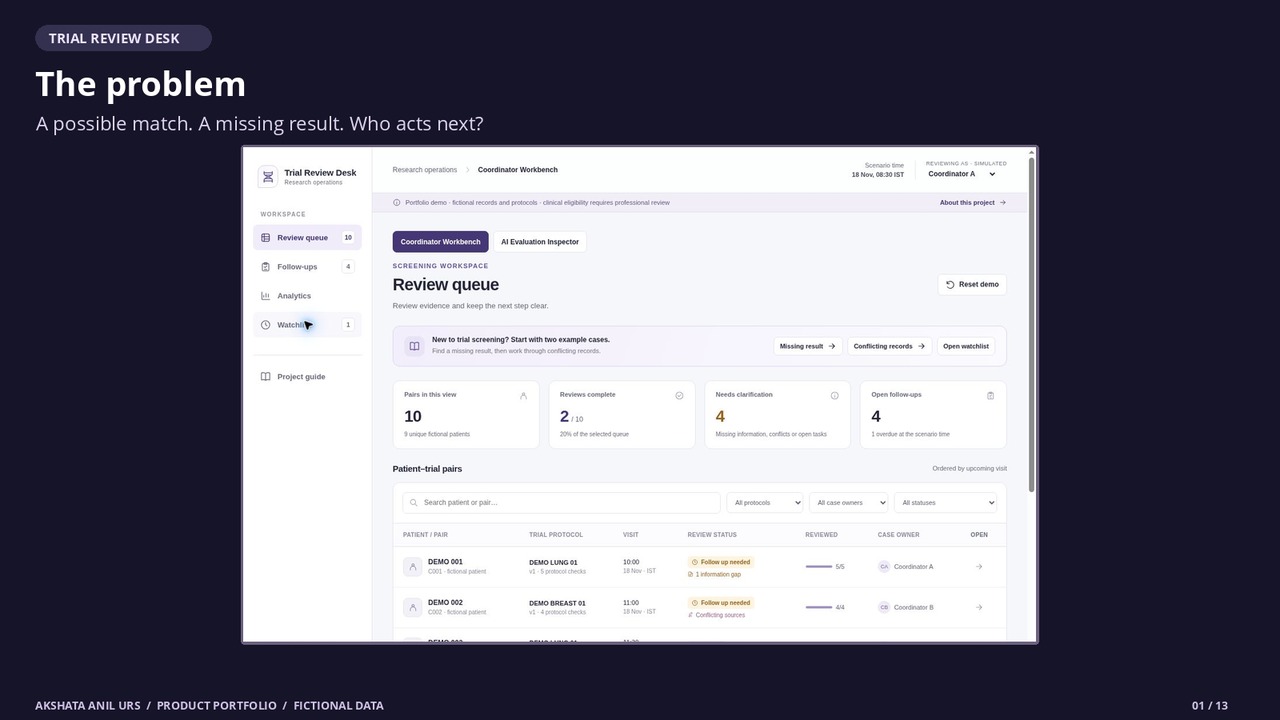 TRIAL REVIEW DESK
The problem
A possible match. A missing result. Who acts next?
Trial Review Desk
Research operations
WORKSPACE
Review queue 10
Follow-ups 4
Analytics
Watchli 1
Project guide
Research operations > Coordinator Workbench
Scenario time
18 Nov, 08:30 IST
REVIEWING AS · SIMULATED
Coordinator A
Portfolio demo · fictional records and protocols · clinical eligibility requires professional review
About this project →
Coordinator Workbench
AI Evaluation Inspector
SCREENING WORKSPACE
Review queue
Review evidence and keep the next step clear.
Reset demo
New to trial screening? Start with two example cases.
Find a missing result, then work through conflicting records.
Missing result →
Conflicting records →
Open watchlist
Pairs in this view
10
9 unique fictional patients
Reviews complete
2 / 10
20% of the selected queue
Needs clarification
4
Missing information, conflicts or open tasks
Open follow-ups
4
1 overdue at the scenario time
Patient–trial pairs
Ordered by upcoming visit
Search patient or pair…
All protocols
All case owners
All statuses
PATIENT / PAIR TRIAL PROTOCOL VISIT REVIEW STATUS REVIEWED CASE OWNER OPEN
DEMO 001
C001 · fictional patient
DEMO LUNG 01
v1 · 5 protocol checks
10:00
18 Nov · IST
Follow up needed
1 information gap
5/5
CA Coordinator A
→
DEMO 002
C002 · fictional patient
DEMO BREAST 01
v1 · 4 protocol checks
11:00
18 Nov · IST
Follow up needed
Conflicting sources
4/4
CB Coordinator B
→
AKSHATA ANIL URS / PRODUCT PORTFOLIO / FICTIONAL DATA
01 / 13